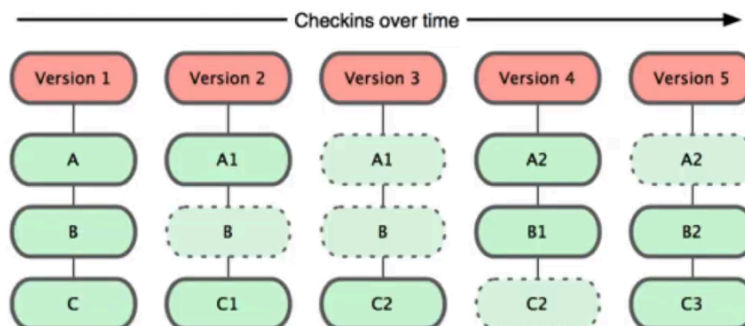 Checkins over time
Version 1 Version 2 Version 3 Version 4 Version 5
A A1 A1 A2 A2
B B B B1 B2
C C1 C2 C2 C3